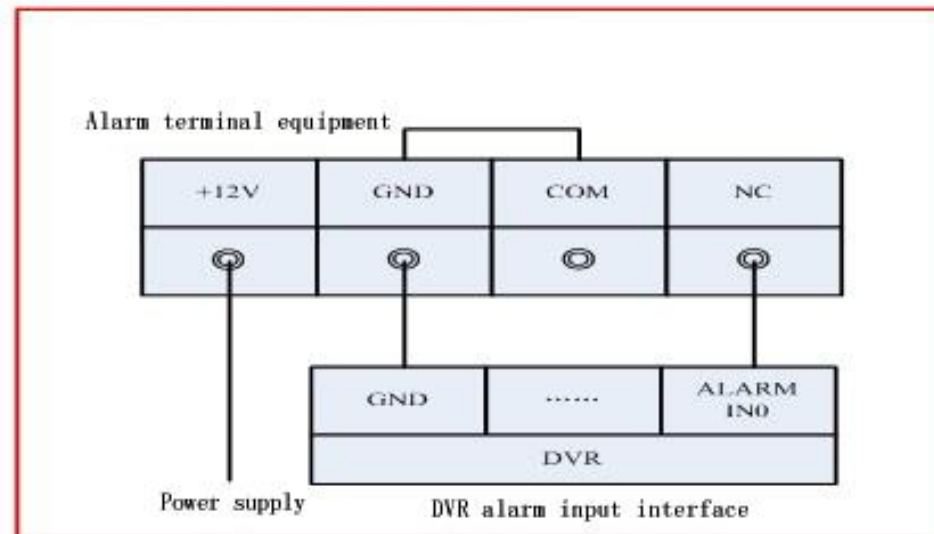 Alarm terminal equipment
+12V GND COM NC
GND ...... ALARM IN0
DVR
Power supply
DVR alarm input interface